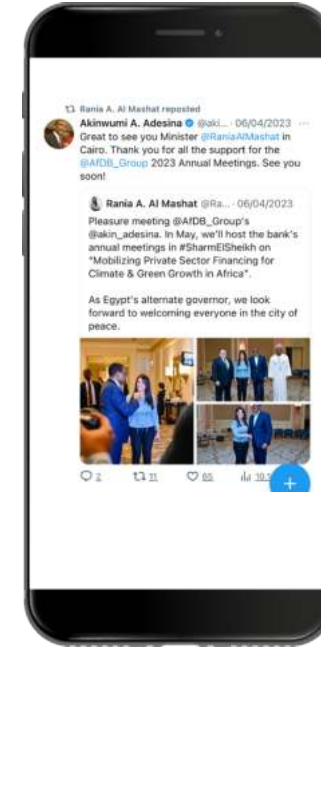 Rania A. Al Mashat reposted
Akinwumi A. Adesina @aki... · 06/04/2023 ...
Great to see you Minister @RaniaAlMashat in
Cairo. Thank you for all the support for the
@AfDB_Group 2023 Annual Meetings. See you
soon!
Rania A. Al Mashat @Ra... · 06/04/2023
Pleasure meeting @AfDB_Group's
@akin_adesina. In May, we'll host the bank's
annual meetings in #SharmElSheikh on
"Mobilizing Private Sector Financing for
Climate & Green Growth in Africa".
As Egypt's alternate governor, we look
forward to welcoming everyone in the city of
peace.
2 11 65